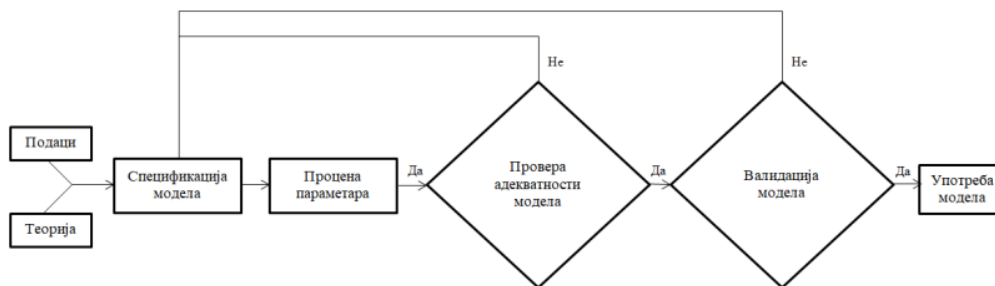 Не
Не
Подаци
Теорија
Спецификација
модела
Процена
параметара
Да
Провера
адекватности
модела
Да
Валидација
модела
Да
Употреба
модела